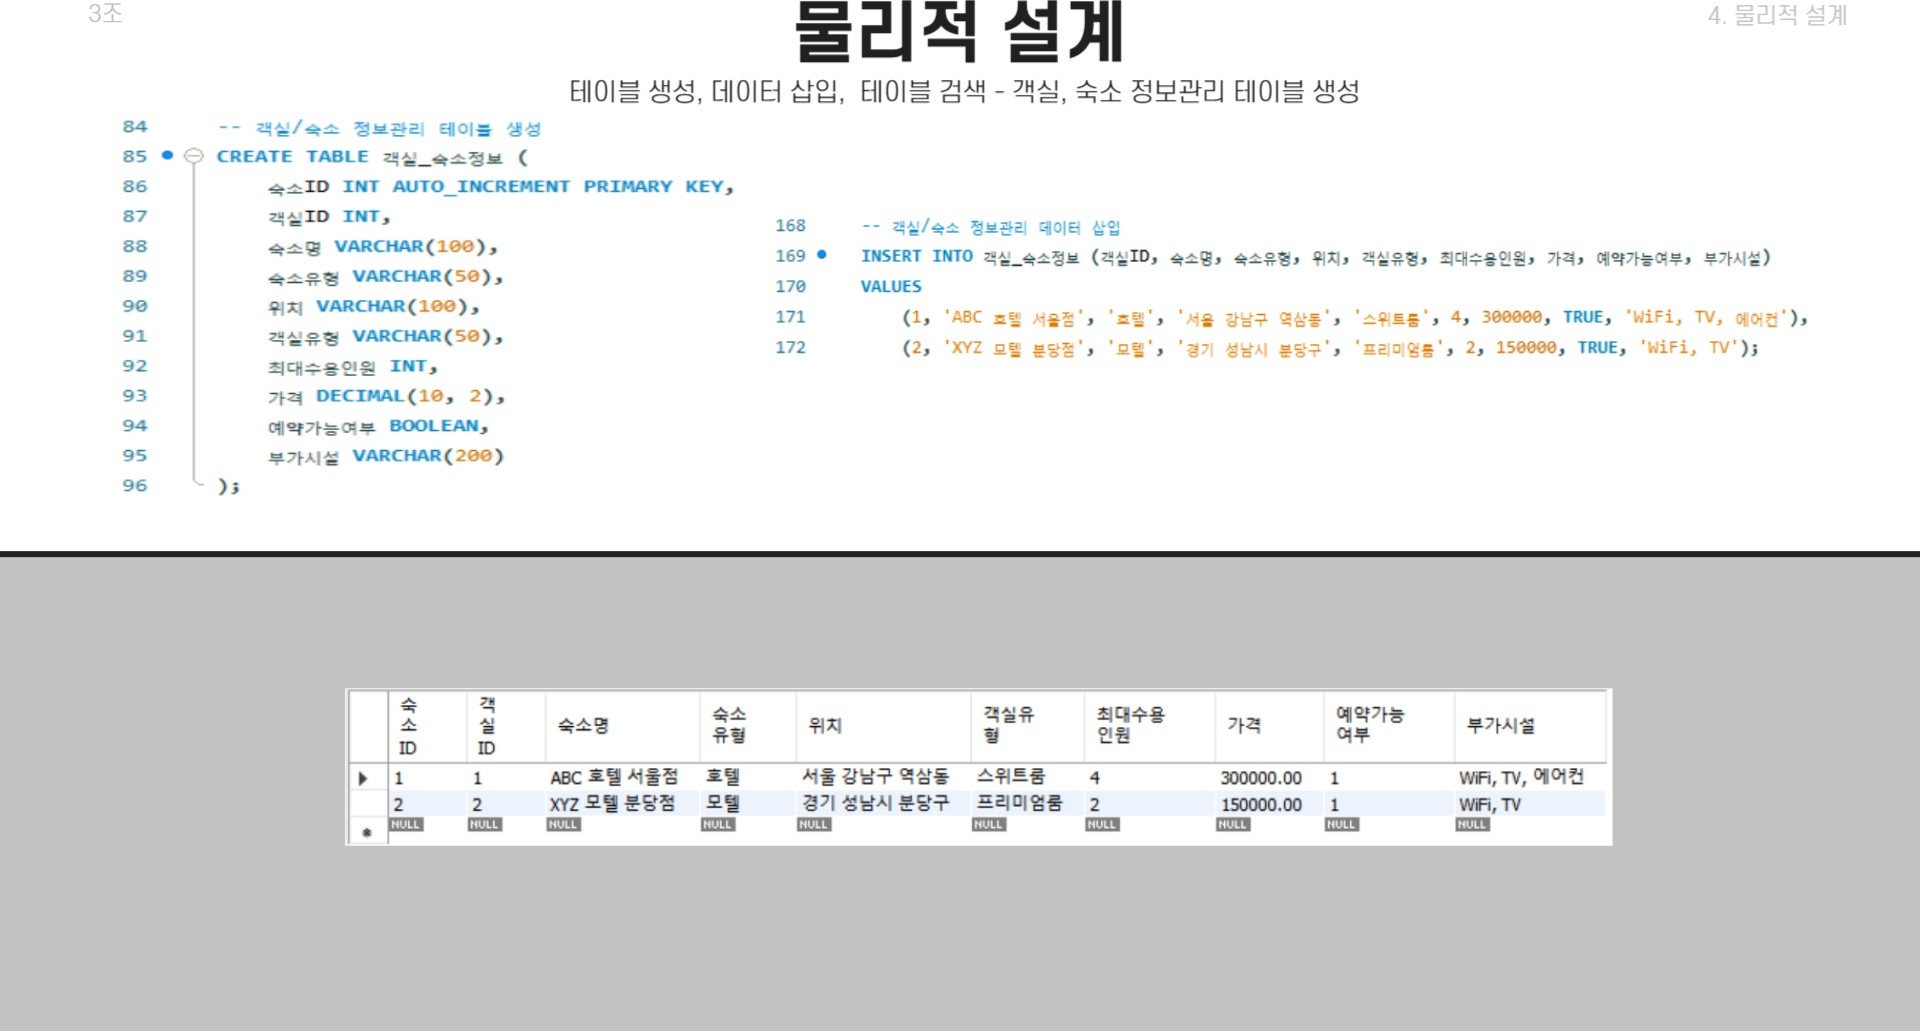 3조
4. 물리적 설계
물리적 설계
테이블 생성, 데이터 삽입, 테이블 검색 - 객실, 숙소 정보관리 테이블 생성
84 -- 객실/숙소 정보관리 테이블 생성
85 CREATE TABLE 객실_숙소정보 (
86 숙소ID INT AUTO_INCREMENT PRIMARY KEY,
87 객실ID INT,
88 숙소명 VARCHAR(100),
89 숙소유형 VARCHAR(50),
90 위치 VARCHAR(100),
91 객실유형 VARCHAR(50),
92 최대수용인원 INT,
93 가격 DECIMAL(10, 2),
94 예약가능여부 BOOLEAN,
95 부가시설 VARCHAR(200)
96 );
168 -- 객실/숙소 정보관리 데이터 삽입
169 INSERT INTO 객실_숙소정보 (객실ID, 숙소명, 숙소유형, 위치, 객실유형, 최대수용인원, 가격, 예약가능여부, 부가시설)
170 VALUES
171 (1, 'ABC 호텔 서울점', '호텔', '서울 강남구 역삼동', '스위트룸', 4, 300000, TRUE, 'WiFi, TV, 에어컨'),
172 (2, 'XYZ 모텔 분당점', '모텔', '경기 성남시 분당구', '프리미엄룸', 2, 150000, TRUE, 'WiFi, TV');
숙소ID 객실ID 숙소명 숙소유형 위치 객실유형 최대수용인원 가격 예약가능여부 부가시설
1 1 ABC 호텔 서울점 호텔 서울 강남구 역삼동 스위트룸 4 300000.00 1 WiFi, TV, 에어컨
2 2 XYZ 모텔 분당점 모텔 경기 성남시 분당구 프리미엄룸 2 150000.00 1 WiFi, TV
NULL NULL NULL NULL NULL NULL NULL NULL NULL NULL